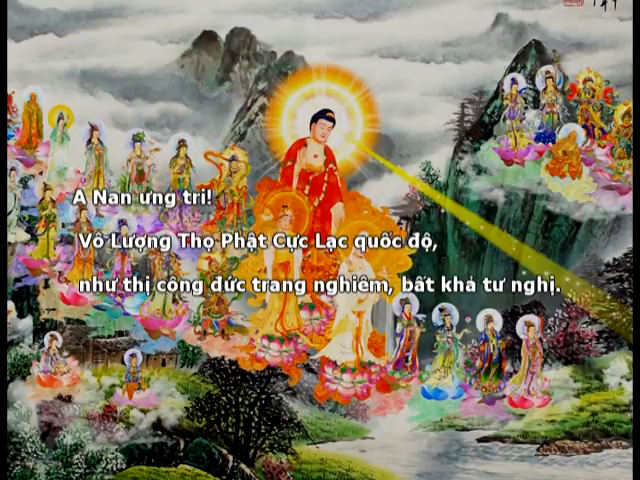 A Nan ưng tri!
Vô Lượng Thọ Phật Cực Lạc quốc độ,
như thị công đức trang nghiêm, bất khả tư nghị.